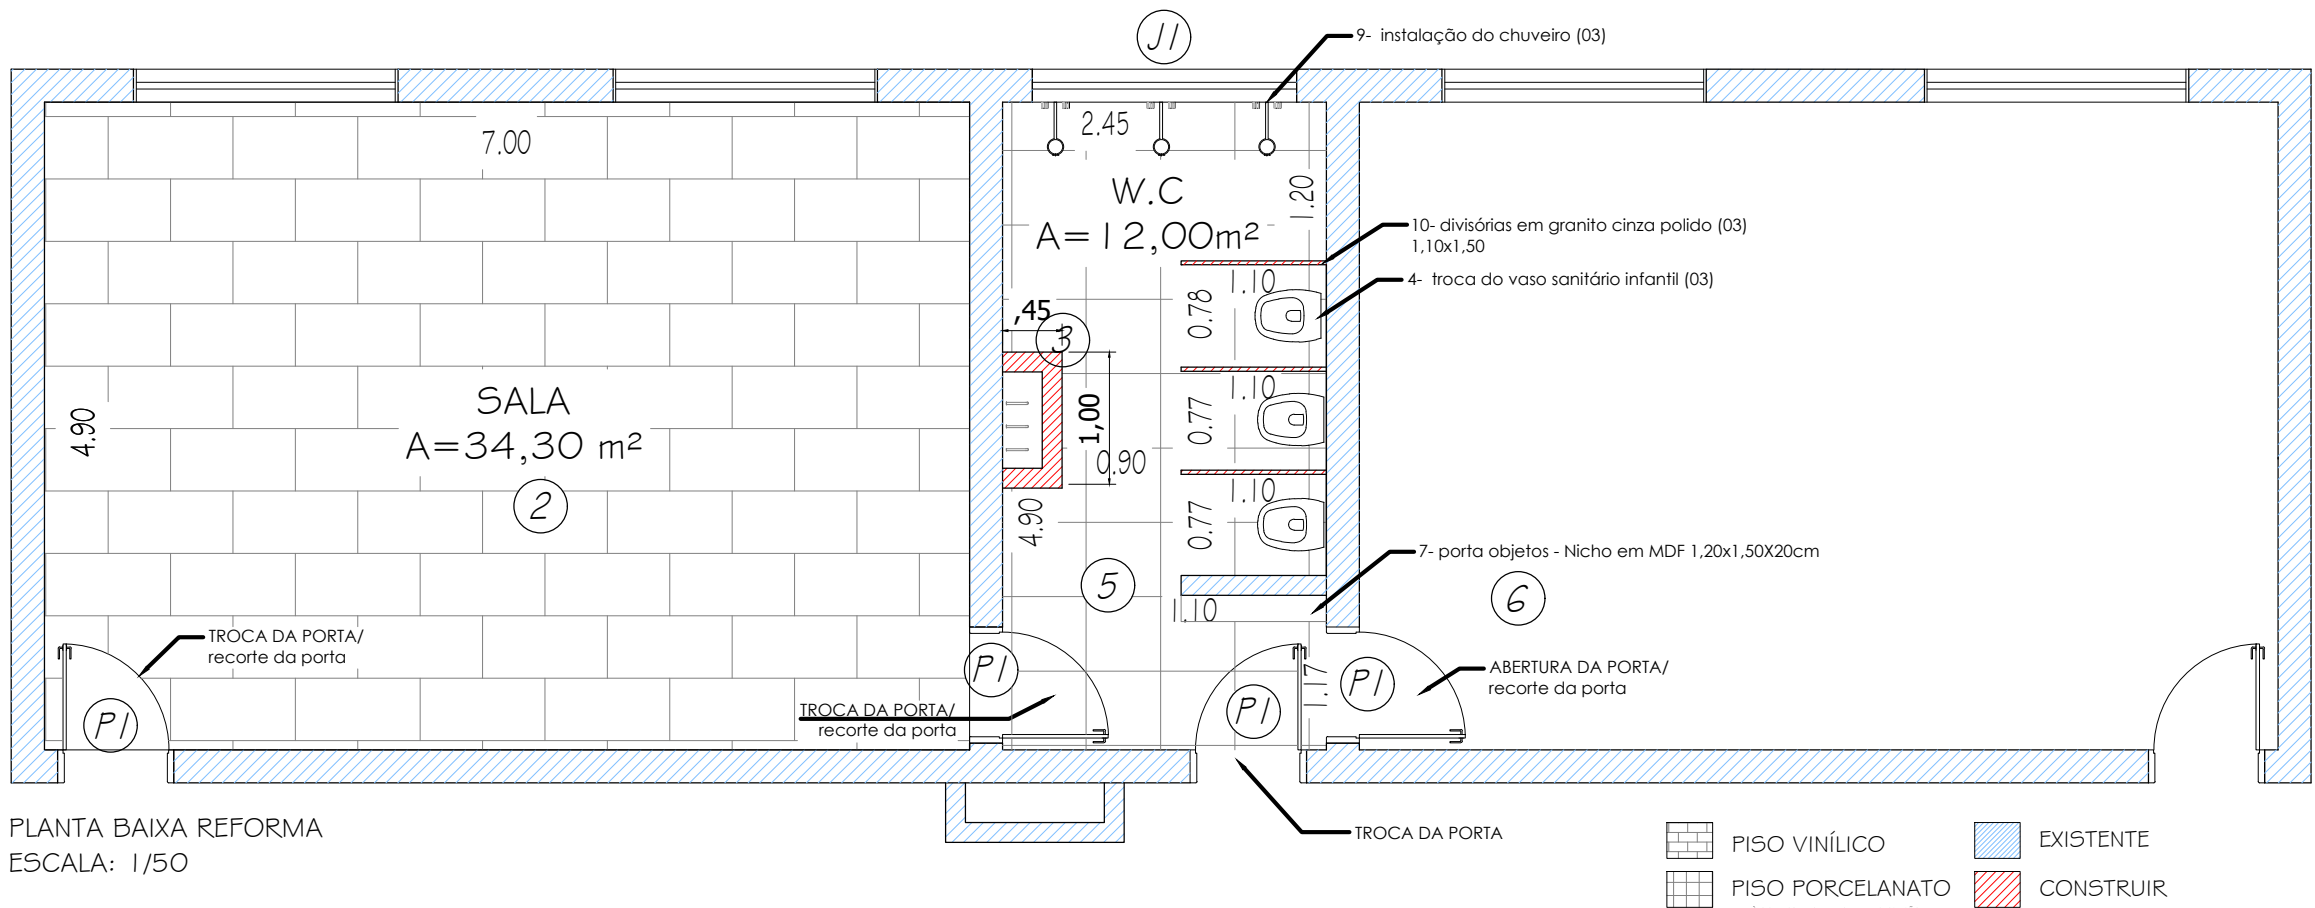 J1
9- instalação do chuveiro (03)
7.00
2.45
W.C
A=12,00m²
1.20
10- divisórias em granito cinza polido (03)
1,10x1,50
4- troca do vaso sanitário infantil (03)
1.10
0.78
,45
3
1,00
0.90
1.10
0.77
1.10
0.77
SALA
A=34,30 m²
2
4.90
4.90
5
7- porta objetos - Nicho em MDF 1,20x1,50X20cm
6
1.10
TROCA DA PORTA/
recorte da porta
P1
P1
TROCA DA PORTA/
recorte da porta
P1
1.17
P1
ABERTURA DA PORTA/
recorte da porta
TROCA DA PORTA
PLANTA BAIXA REFORMA
ESCALA: 1/50
PISO VINÍLICO
EXISTENTE
PISO PORCELANATO
CONSTRUIR